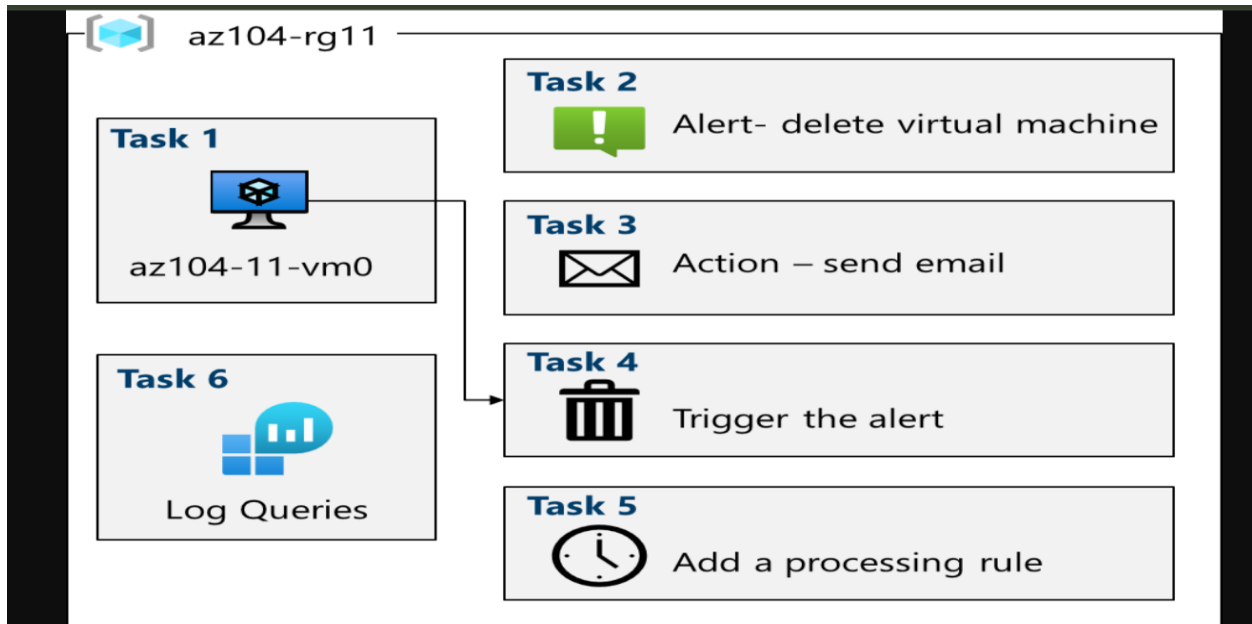 az104-rg11
Task 1
az104-11-vm0
Task 6
Log Queries
Task 2
Alert- delete virtual machine
Task 3
Action – send email
Task 4
Trigger the alert
Task 5
Add a processing rule